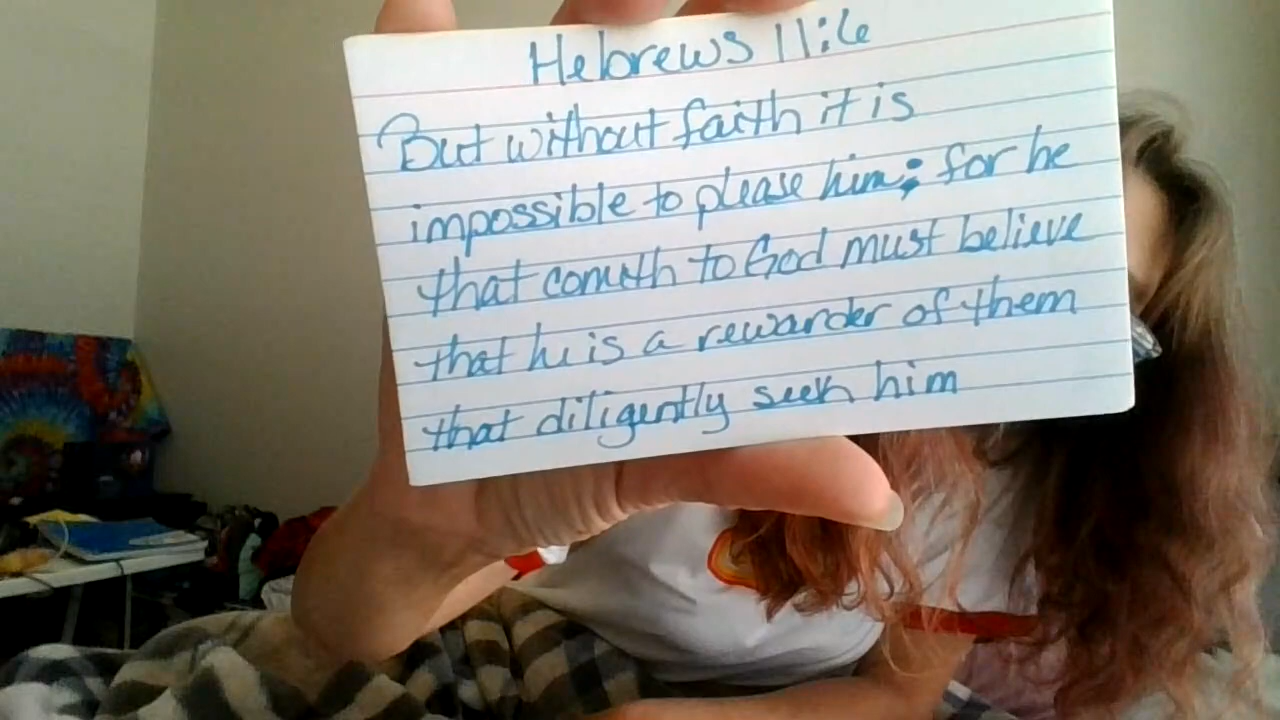 Hebrews 11:6
But without faith it is
impossible to please him; for he
that cometh to God must believe
that he is a rewarder of them
that diligently seek him